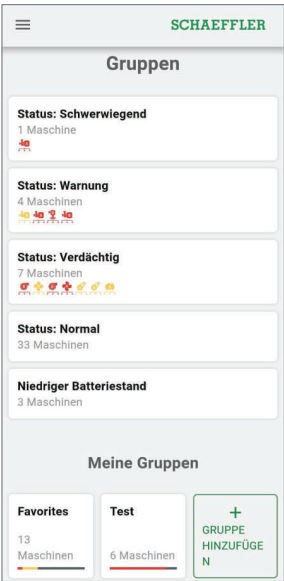 SCHAEFFLER
Gruppen
Status: Schwerwiegend
1 Maschine
Status: Warnung
4 Maschinen
Status: Verdächtig
7 Maschinen
Status: Normal
33 Maschinen
Niedriger Batteriestand
3 Maschinen
Meine Gruppen
Favorites
13
Maschinen
Test
6 Maschinen
+
GRUPPE
HINZUFÜGE
N